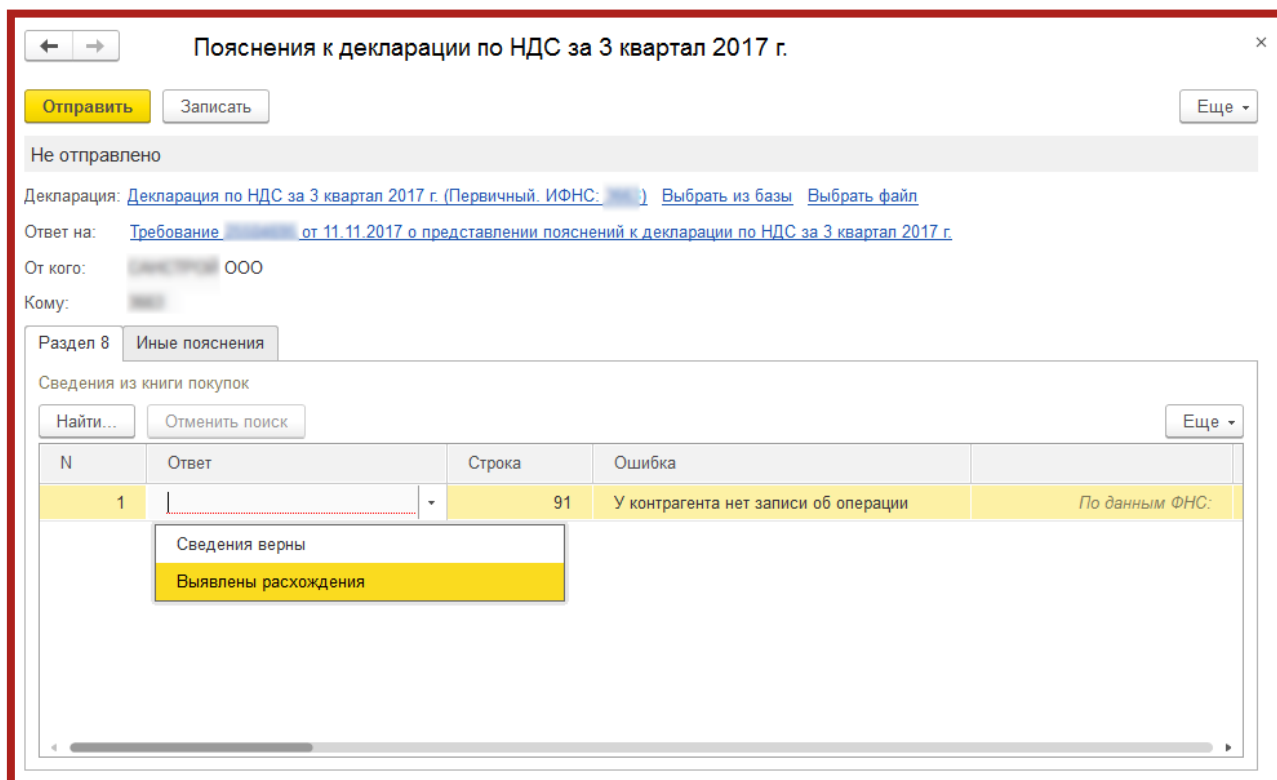 Пояснения к декларации по НДС за 3 квартал 2017 г.
Отправить Записать Еще
Не отправлено
Декларация: Декларация по НДС за 3 квартал 2017 г. (Первичный. ИФНС: ) Выбрать из базы Выбрать файл
Ответ на: Требование от 11.11.2017 о представлении пояснений к декларации по НДС за 3 квартал 2017 г.
От кого: ООО
Кому:
Раздел 8 Иные пояснения
Сведения из книги покупок
Найти... Отменить поиск Еще
N Ответ Строка Ошибка
1 91 У контрагента нет записи об операции По данным ФНС:
Сведения верны
Выявлены расхождения